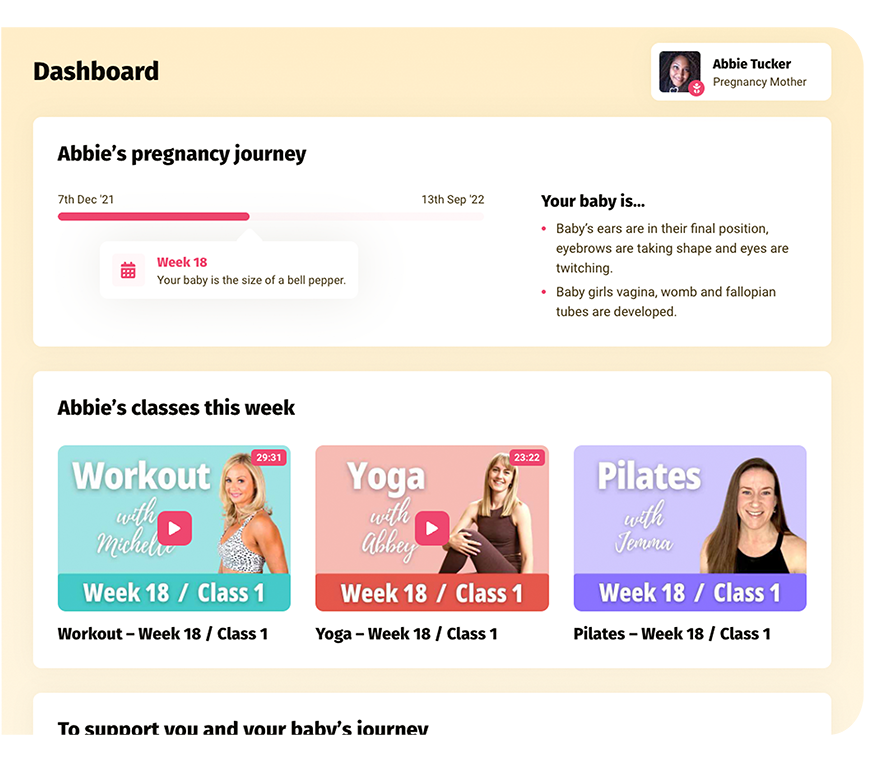 Dashboard
Abbie Tucker
Pregnancy Mother
Abbie’s pregnancy journey
7th Dec '21
13th Sep '22
Week 18
Your baby is the size of a bell pepper.
Your baby is...
• Baby’s ears are in their final position,
eyebrows are taking shape and eyes are
twitching.
• Baby girls vagina, womb and fallopian
tubes are developed.
Abbie’s classes this week
Workout
with
Michelle
29:31
Week 18 / Class 1
Workout – Week 18 / Class 1
Yoga
with
Abbey
23:22
Week 18 / Class 1
Yoga – Week 18 / Class 1
Pilates
with
Jemma
Week 18 / Class 1
Pilates – Week 18 / Class 1
To support you and your baby’s journey